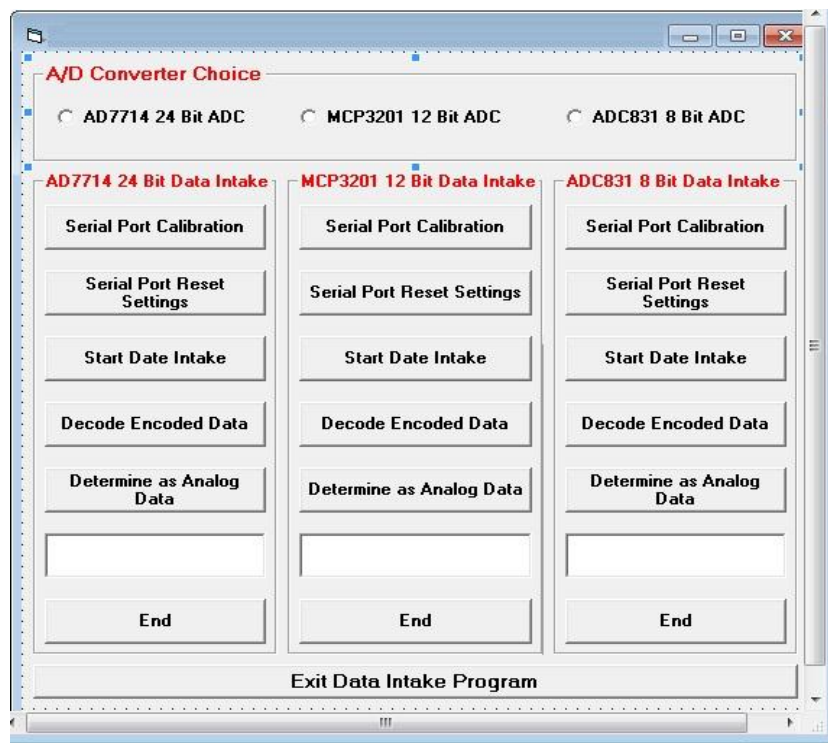 A/D Converter Choice
AD7714 24 Bit ADC
MCP3201 12 Bit ADC
ADC831 8 Bit ADC
AD7714 24 Bit Data Intake
Serial Port Calibration
Serial Port Reset
Settings
Start Date Intake
Decode Encoded Data
Determine as Analog
Data
End
MCP3201 12 Bit Data Intake
Serial Port Calibration
Serial Port Reset Settings
Start Date Intake
Decode Encoded Data
Determine as Analog Data
End
ADC831 8 Bit Data Intake
Serial Port Calibration
Serial Port Reset
Settings
Start Date Intake
Decode Encoded Data
Determine as Analog
Data
End
Exit Data Intake Program